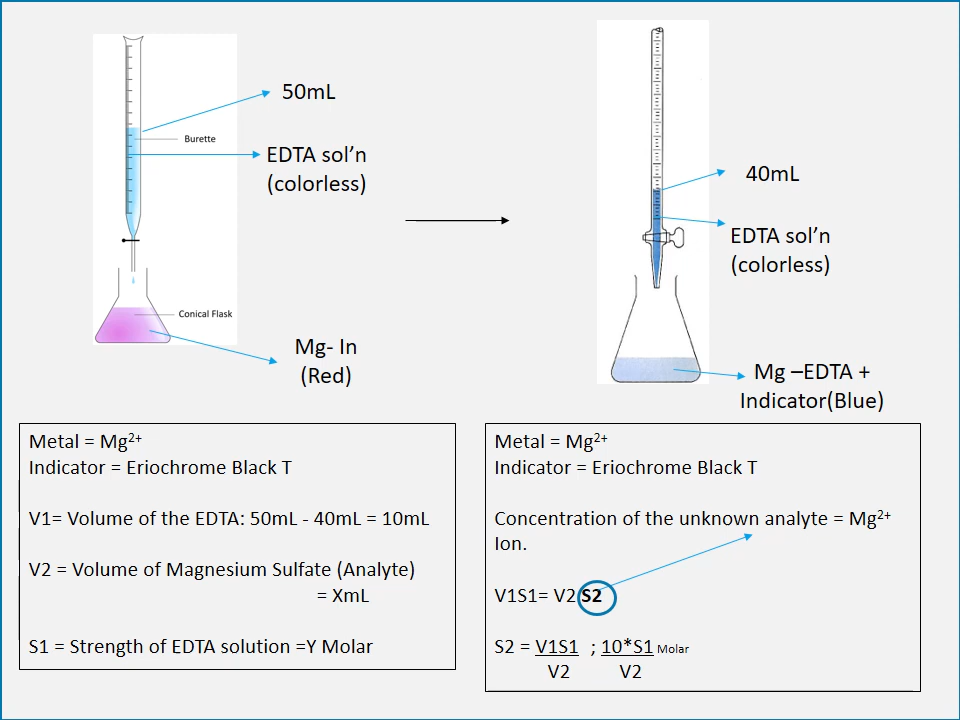 50mL
Burette
EDTA sol’n
(colorless)
Conical Flask
Mg- In
(Red)
40mL
EDTA sol’n
(colorless)
Mg –EDTA +
Indicator(Blue)
Metal = Mg2+
Indicator = Eriochrome Black T
V1= Volume of the EDTA: 50mL - 40mL = 10mL
V2 = Volume of Magnesium Sulfate (Analyte)
= XmL
S1 = Strength of EDTA solution =Y Molar
Metal = Mg2+
Indicator = Eriochrome Black T
Concentration of the unknown analyte = Mg2+
Ion.
V1S1= V2 S2
S2 = V1S1 ; 10*S1 Molar
V2 V2